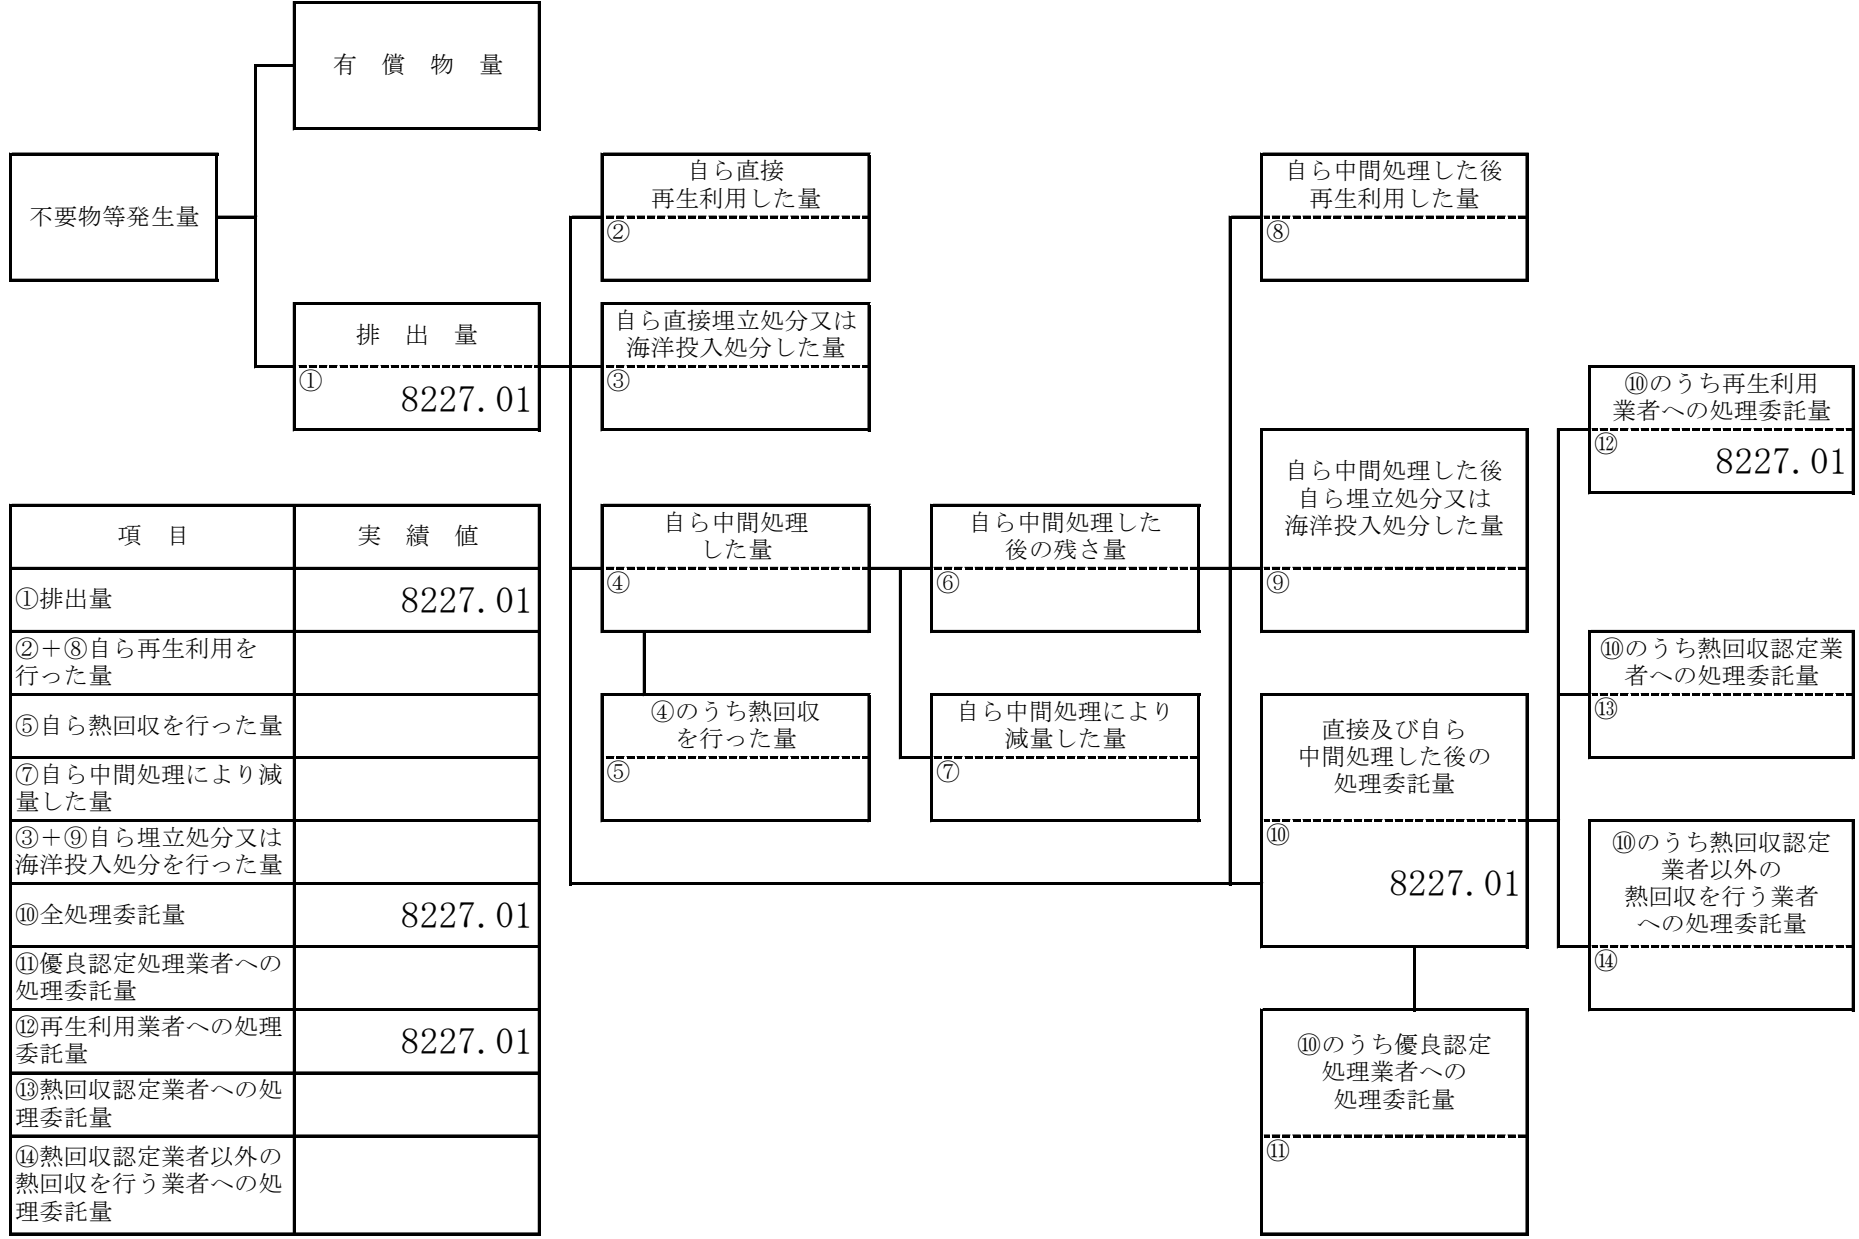 有 償 物 量
不要物等発生量
排 出 量
①
8227.01
自ら直接
再生利用した量
②
自ら直接埋立処分又は
海洋投入処分した量
③
自ら中間処理
した量
④
④のうち熱回収
を行った量
⑤
自ら中間処理した
後の残さ量
⑥
自ら中間処理により
減量した量
⑦
自ら中間処理した後
再生利用した量
⑧
自ら中間処理した後
自ら埋立処分又は
海洋投入処分した量
⑨
直接及び自ら
中間処理した後の
処理委託量
⑩
8227.01
⑩のうち優良認定
処理業者への
処理委託量
⑪
⑩のうち再生利用
業者への処理委託量
⑫
8227.01
⑩のうち熱回収認定業
者への処理委託量
⑬
⑩のうち熱回収認定
業者以外の
熱回収を行う業者
への処理委託量
⑭
項 目 実 績 値
①排出量 8227.01
②＋⑧自ら再生利用を
行った量
⑤自ら熱回収を行った量
⑦自ら中間処理により減
量した量
③＋⑨自ら埋立処分又は
海洋投入処分を行った量
⑩全処理委託量 8227.01
⑪優良認定処理業者への
処理委託量
⑫再生利用業者への処理
委託量
8227.01
⑬熱回収認定業者への処
理委託量
⑭熱回収認定業者以外の
熱回収を行う業者への処
理委託量